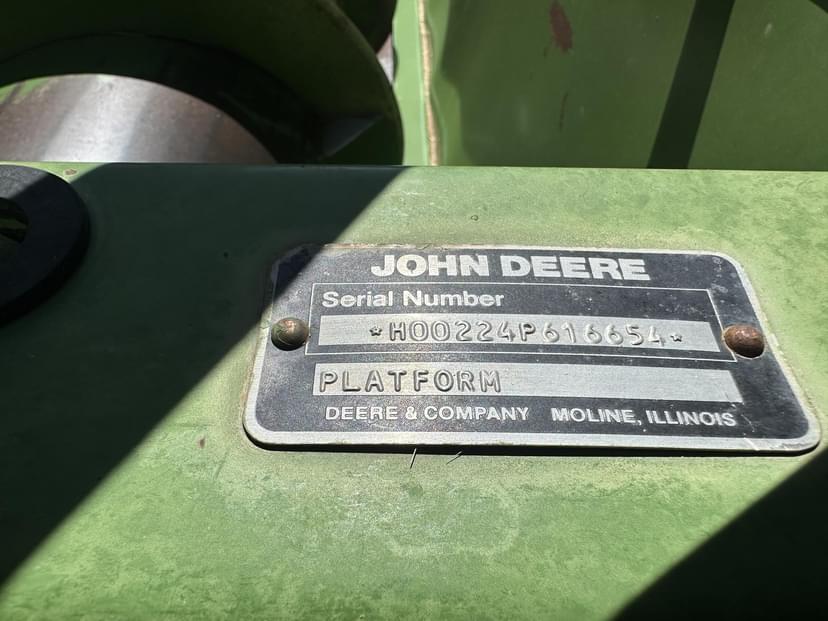 JOHN DEERE
Serial Number
*H00224P616654*
PLATFORM
DEERE & COMPANY MOLINE, ILLINOIS